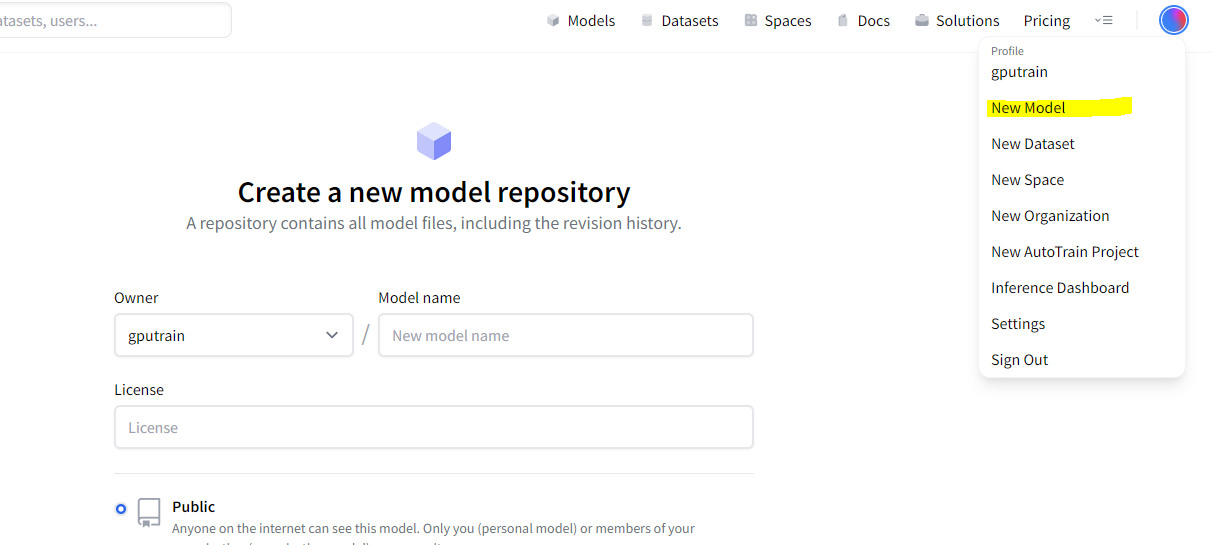 atasets, users...
Models
Datasets
Spaces
Docs
Solutions
Pricing
Profile
gputrain
New Model
New Dataset
New Space
New Organization
New AutoTrain Project
Inference Dashboard
Settings
Sign Out
Create a new model repository
A repository contains all model files, including the revision history.
Owner
Model name
gputrain
/
New model name
License
License
Public
Anyone on the internet can see this model. Only you (personal model) or members of your